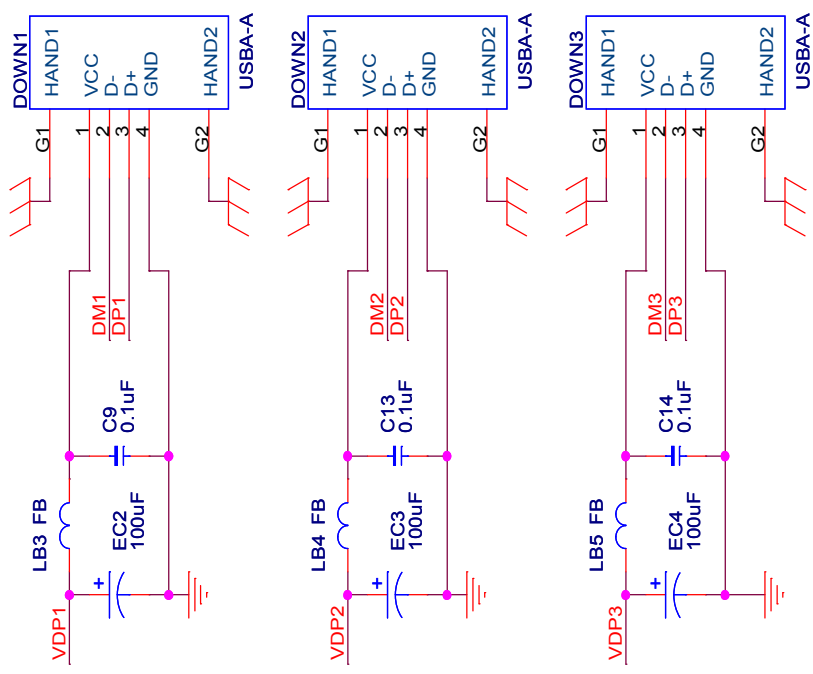 DOWN1
HAND1
VCC
D-
D+
GND
HAND2
USBA-A
G1
1
2
3
4
G2
DM1
DP1
C9
0.1uF
LB3 FB
EC2
100uF
+
VDP1
DOWN2
HAND1
VCC
D-
D+
GND
HAND2
USBA-A
G1
1
2
3
4
G2
DM2
DP2
C13
0.1uF
LB4 FB
EC3
100uF
+
VDP2
DOWN3
HAND1
VCC
D-
D+
GND
HAND2
USBA-A
G1
1
2
3
4
G2
DM3
DP3
C14
0.1uF
LB5 FB
EC4
100uF
+
VDP3